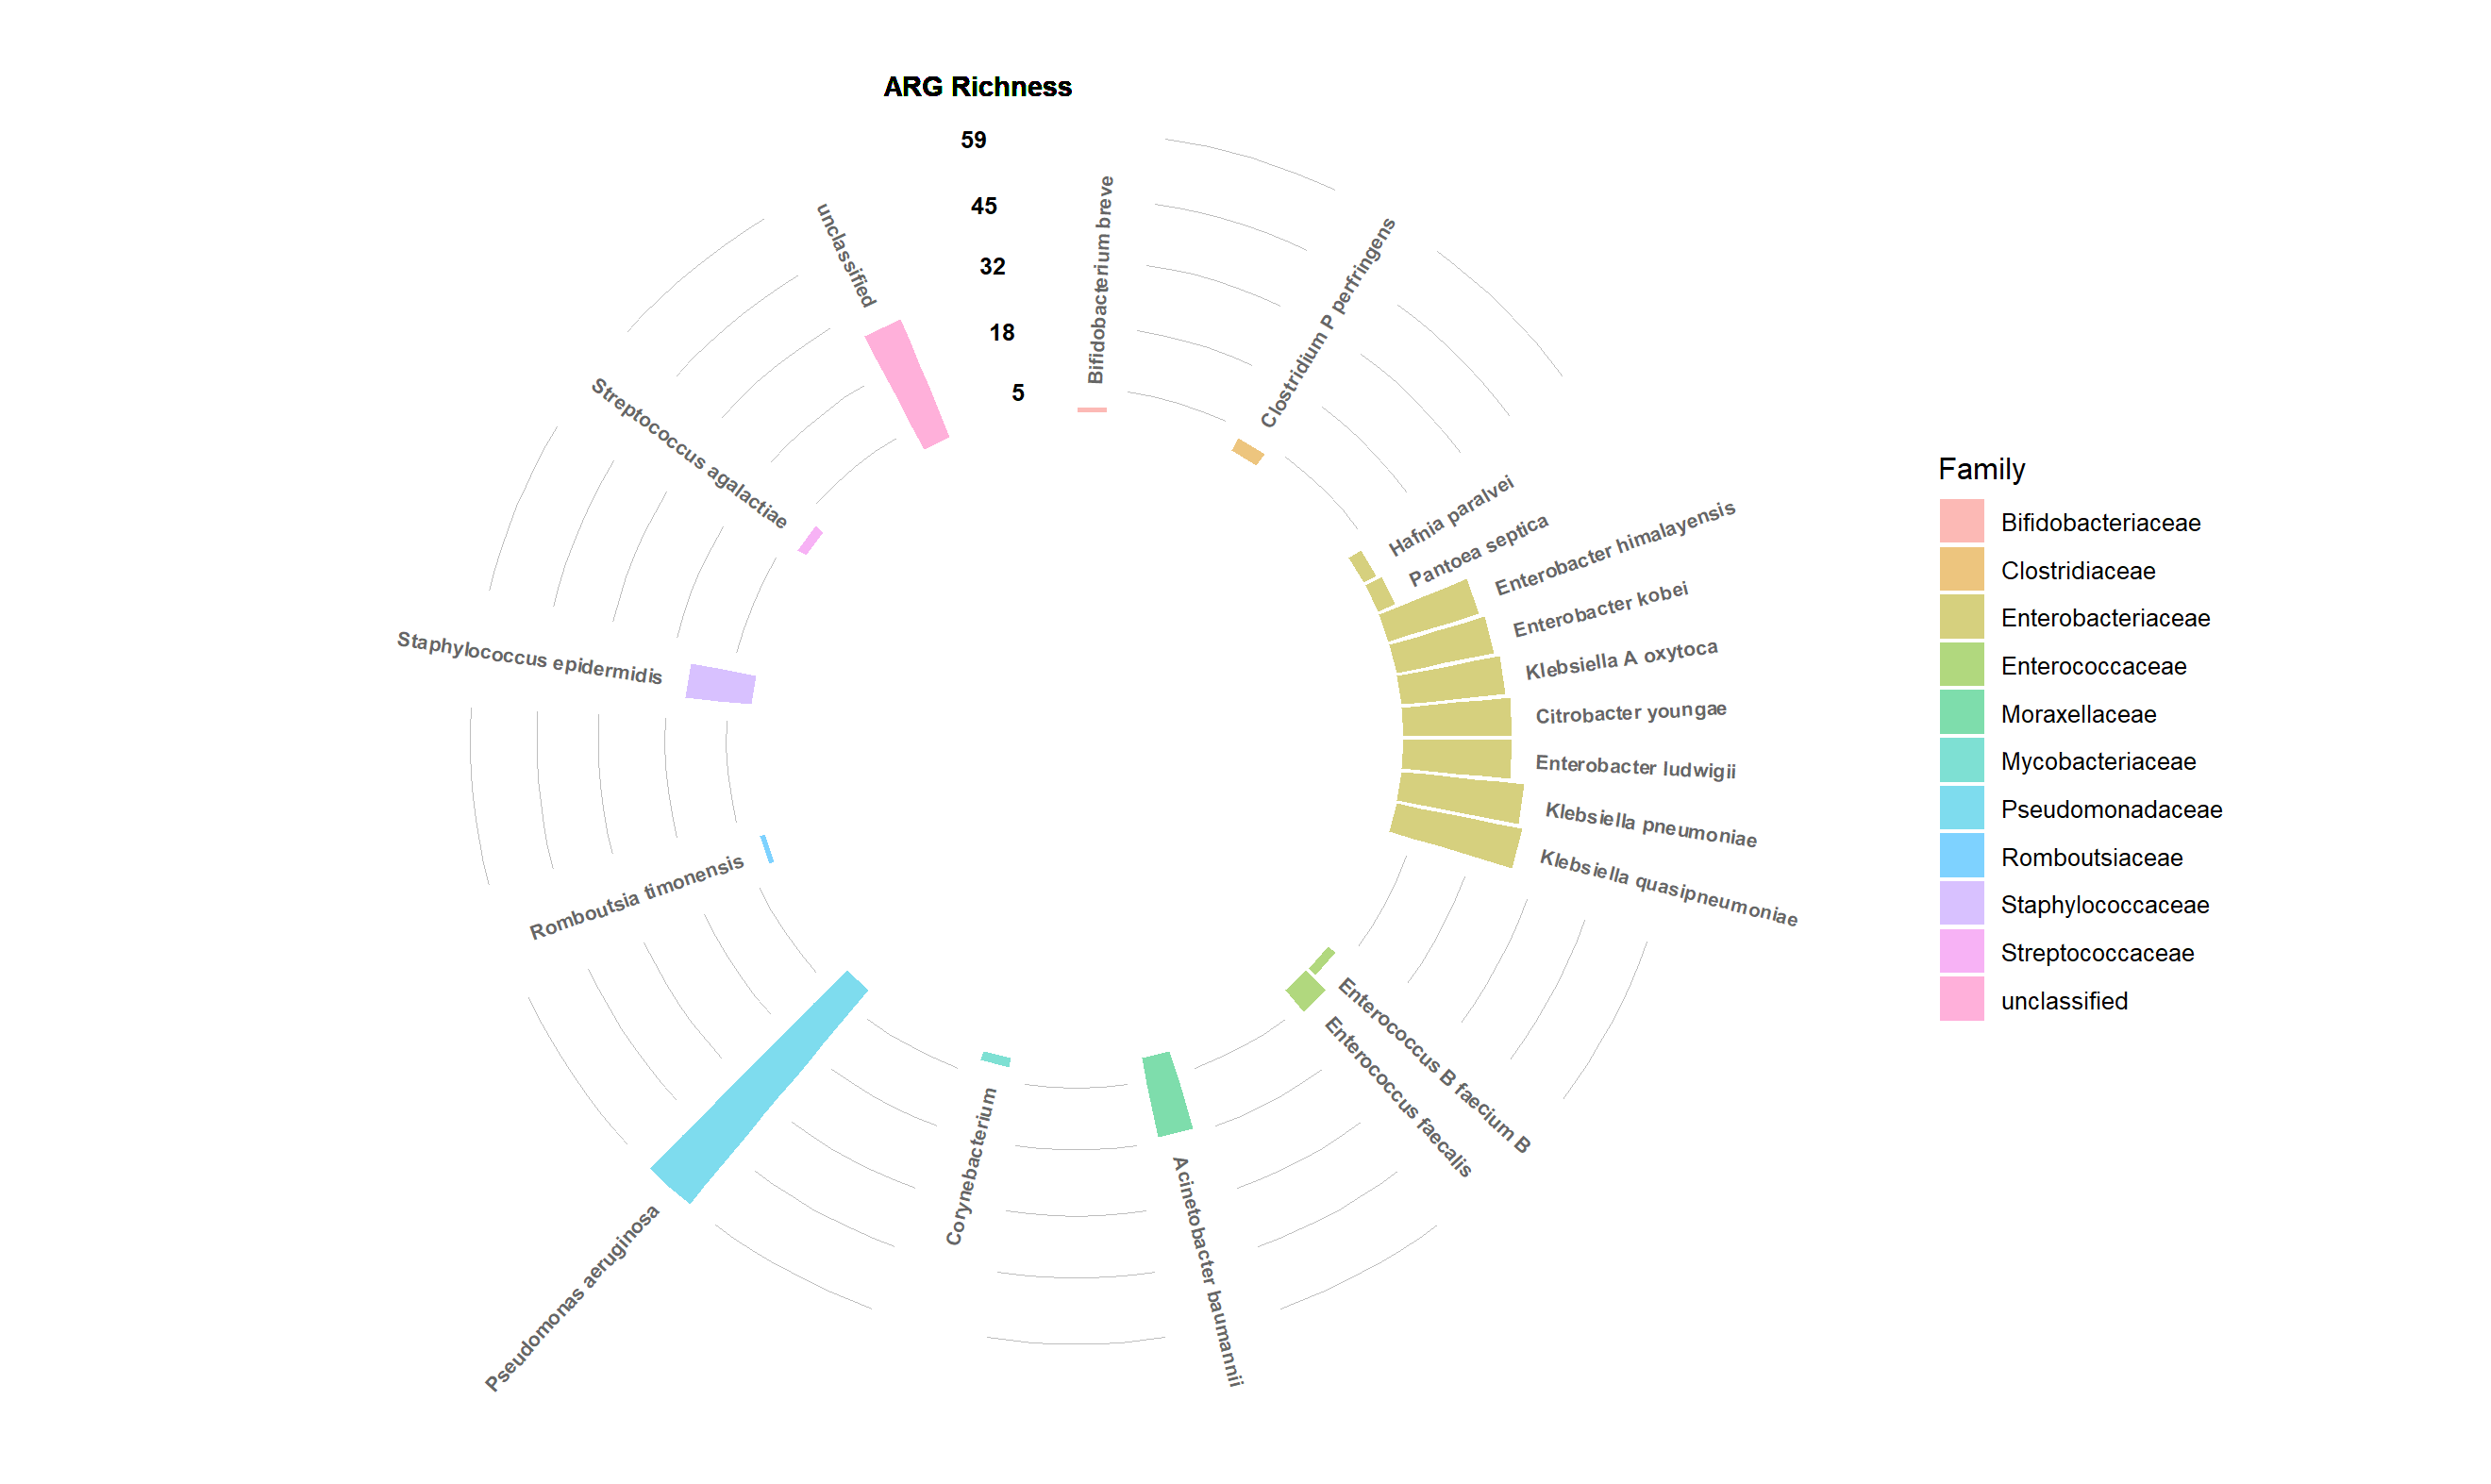 ARG Richness
59
45
32
18
5
Bifidobacterium breve
Clostridium P perfringens
Hafnia paralvei
Pantoea septica
Enterobacter himalayensis
Enterobacter kobei
Klebsiella A oxytoca
Citrobacter youngae
Enterobacter ludwigii
Klebsiella pneumoniae
Klebsiella quasipneumoniae
Enterococcus B faecium B
Enterococcus faecalis
Acinetobacter baumannii
Corynebacterium
Pseudomonas aeruginosa
Romboutsia timonensis
Staphylococcus epidermidis
Streptococcus agalactiae
unclassified
Family
Bifidobacteriaceae
Clostridiaceae
Enterobacteriaceae
Enterococcaceae
Moraxellaceae
Mycobacteriaceae
Pseudomonadaceae
Romboutsiaceae
Staphylococcaceae
Streptococcaceae
unclassified